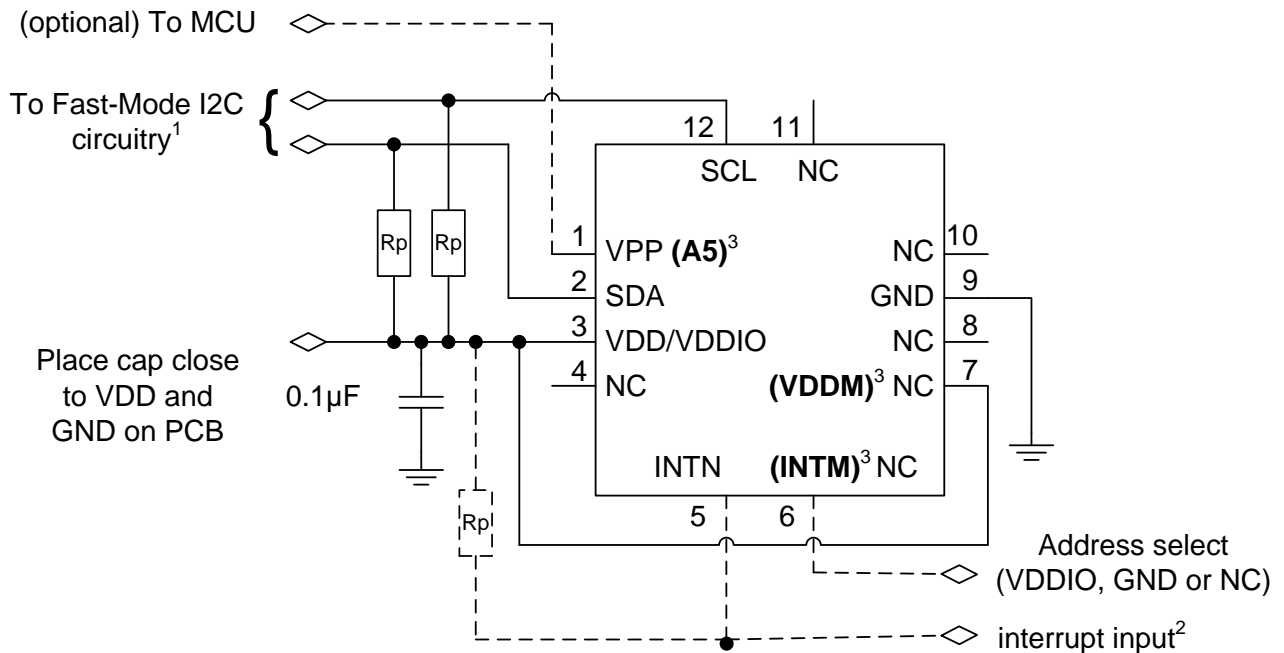 (optional) To MCU
To Fast-Mode I2C
circuitry¹
{
12
11
SCL
NC
Rp
Rp
1
VPP (A5)³
NC
10
2
SDA
GND
9
3
VDD/VDDIO
NC
8
4
NC
(VDDM)³ NC
7
Place cap close
to VDD and
GND on PCB
0.1µF
INTN
(INTM)³ NC
5
6
Rp
Address select
(VDDIO, GND or NC)
interrupt input²